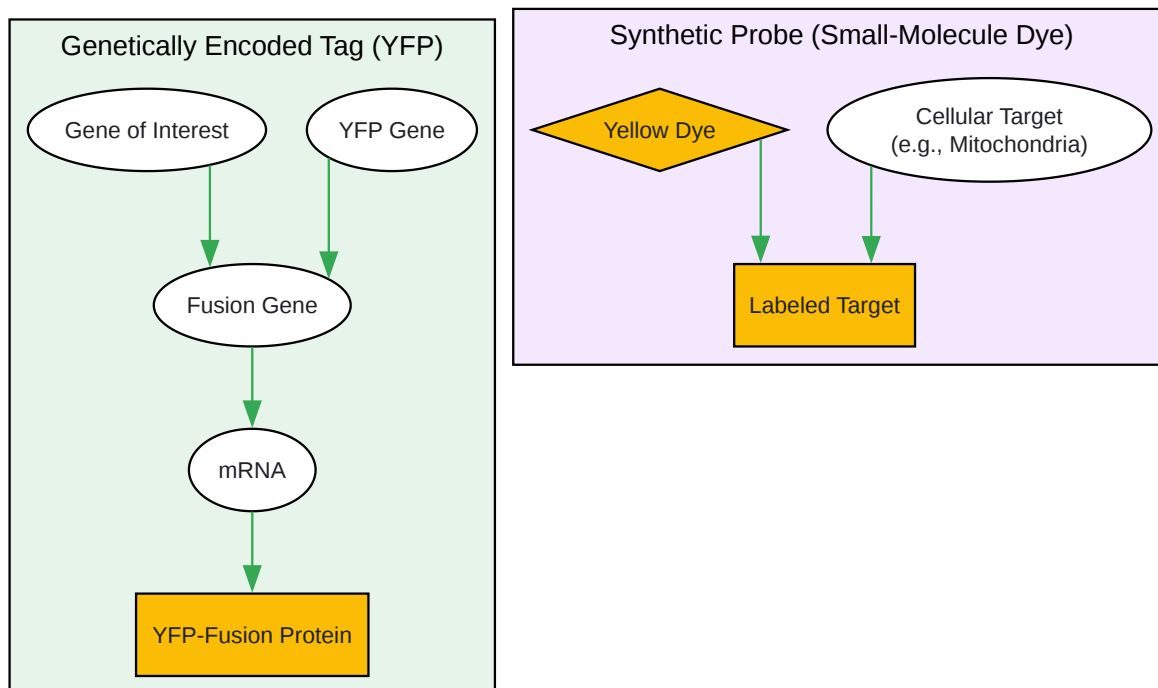 Genetically Encoded Tag (YFP)
Gene of Interest
YFP Gene
Fusion Gene
mRNA
YFP-Fusion Protein
Synthetic Probe (Small-Molecule Dye)
Yellow Dye
Cellular Target
(e.g., Mitochondria)
Labeled Target